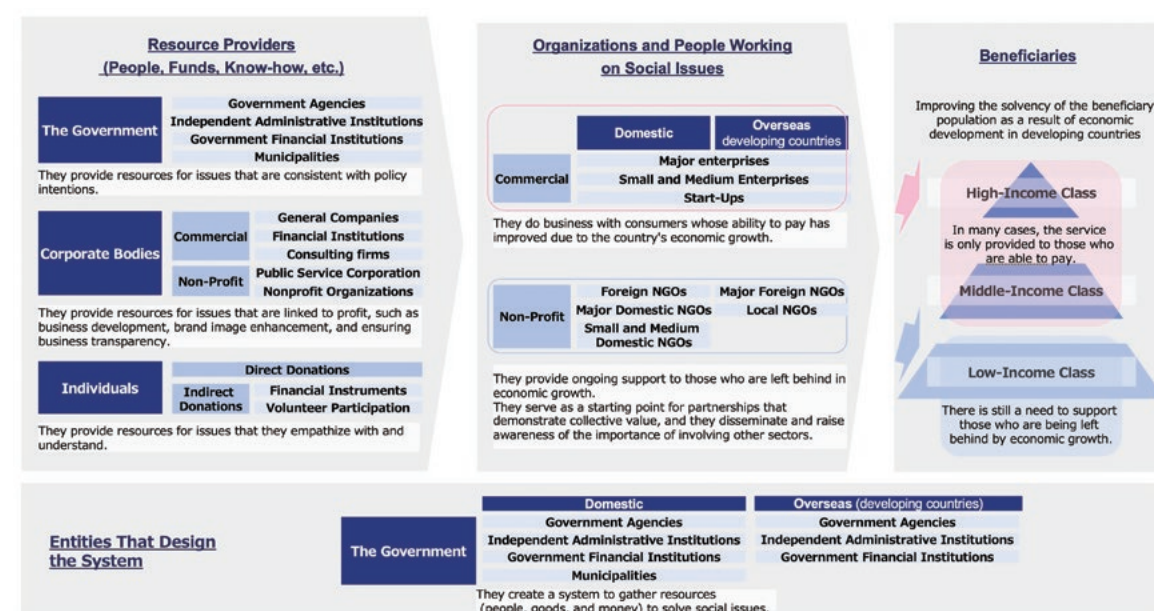 Resource Providers
(People, Funds, Know-how, etc.)
The Government
Government Agencies
Independent Administrative Institutions
Government Financial Institutions
Municipalities
They provide resources for issues that are consistent with policy
intentions.
Corporate Bodies
Commercial
General Companies
Financial Institutions
Consulting firms
Non-Profit
Public Service Corporation
Nonprofit Organizations
They provide resources for issues that are linked to profit, such as
business development, brand image enhancement, and ensuring
business transparency.
Individuals
Direct Donations
Indirect
Donations
Financial Instruments
Volunteer Participation
They provide resources for issues that they empathize with and
understand.
Organizations and People Working
on Social Issues
Domestic
Overseas
developing countries
Commercial
Major enterprises
Small and Medium Enterprises
Start-Ups
They do business with consumers whose ability to pay has
improved due to the country's economic growth.
Non-Profit
Foreign NGOs
Major Domestic NGOs
Small and Medium
Domestic NGOs
Major Foreign NGOs
Local NGOs
They provide ongoing support to those who are left behind in
economic growth.
They serve as a starting point for partnerships that
demonstrate collective value, and they disseminate and raise
awareness of the importance of involving other sectors.
Beneficiaries
Improving the solvency of the beneficiary
population as a result of economic
development in developing countries
High-Income Class
In many cases, the service
is only provided to those who
are able to pay.
Middle-Income Class
Low-Income Class
There is still a need to support
those who are being left
behind by economic growth.
Entities That Design
the System
The Government
Domestic
Government Agencies
Independent Administrative Institutions
Government Financial Institutions
Municipalities
Overseas (developing countries)
Government Agencies
Independent Administrative Institutions
Government Financial Institutions
They create a system to gather resources
(people, goods, and money) to solve social issues.